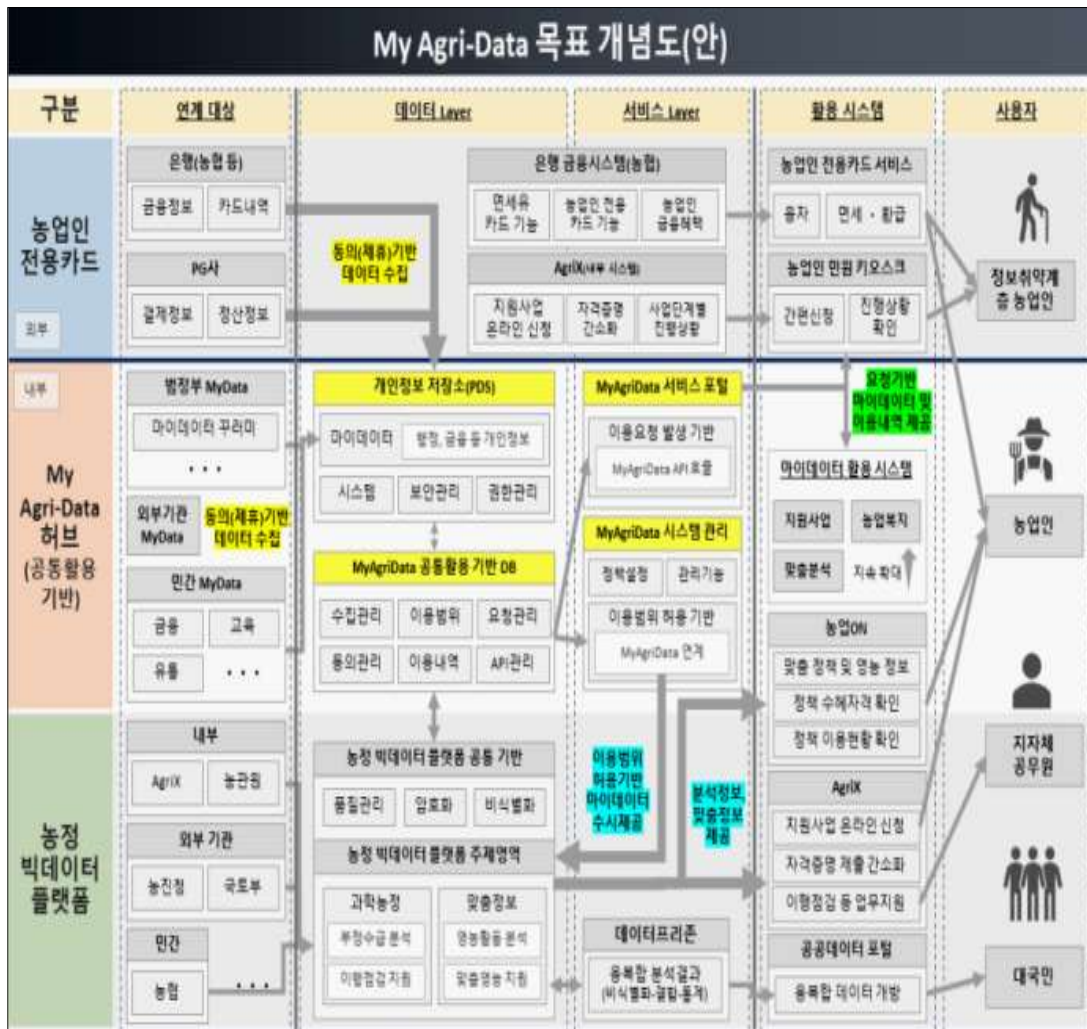 My Agri-Data 목표 개념도(안)
구분
연계 대상
데이터 Layer
서비스 Layer
활용 시스템
사용자
농업인
전용카드
외부
은행(농협 등)
금융정보
카드내역
PG사
결제정보
정산정보
동의(제휴)기반
데이터 수집
은행 금융시스템(농협)
면세유
카드 기능
농업인 전용
카드 기능
농업인
금융혜택
AgriX(내부 시스템)
지원사업
온라인 신청
자격증명
간소화
사업단계별
진행상황
농업인 전용카드 서비스
융자
면세・환급
농업인 민원 키오스크
간편신청
진행상황
확인
정보취약계
층 농업인
내부
My
Agri-Data
허브
(공통활용
기반)
범정부 MyData
마이데이터 꾸러미
・・・
외부기관
MyData
동의(제휴)기반
데이터 수집
민간 MyData
금융
교육
유통
・・・
개인정보 저장소(PDS)
마이데이터
행정, 금융 등 개인정보
시스템
보안관리
권한관리
MyAgriData 공통활용 기반 DB
수집관리
이용범위
요청관리
동의관리
이용내역
API관리
MyAgriData 서비스 포털
이용요청 발생 기반
MyAgriData API 호출
MyAgriData 시스템 관리
정책설정
관리기능
이용범위 허용 기반
MyAgriData 연계
요청기반
마이데이터 및
이용내역 제공
마이데이터 활용 시스템
지원사업
농업복지
맞춤분석
지속 확대
농업ON
맞춤 정책 및 영농 정보
정책 수혜자격 확인
정책 이용현황 확인
농업인
지자체
공무원
농정
빅데이터
플랫폼
내부
AgriX
농관원
외부 기관
농진청
국토부
민간
농협
・・・
농정 빅데이터 플랫폼 공통 기반
품질관리
암호화
비식별화
농정 빅데이터 플랫폼 주제영역
과학농정
부정수급 분석
이행점검 지원
맞춤정보
영농활동 분석
맞춤영농 지원
이용범위
허용기반
마이데이터
수시제공
분석정보,
맞춤정보
제공
데이터프리존
융복합 분석결과
(비식별화-결합-통계)
AgriX
지원사업 온라인 신청
자격증명 제출 간소화
이행점검 등 업무지원
공공데이터 포털
융복합 데이터 개방
대국민